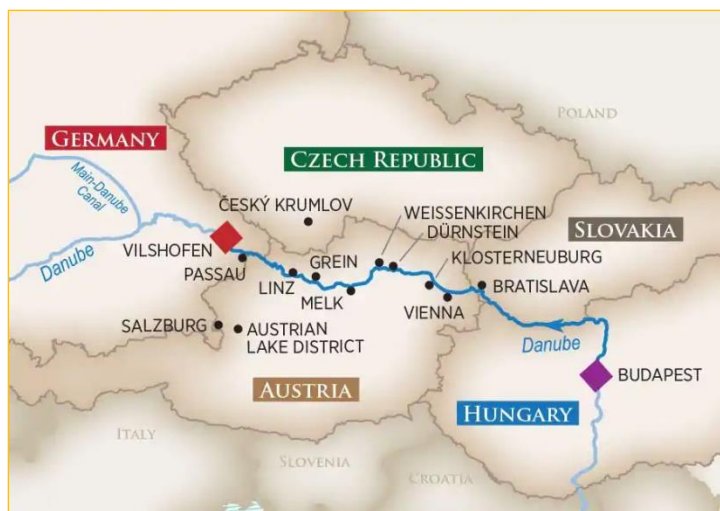 POLAND
GERMANY
CZECH REPUBLIC
Main-Danube
Canal
ČESKÝ KRUMLOV
WEISSENKIRCHEN
DÜRNSTEIN
SLOVAKIA
VILSHOFEN
Danube
PASSAU
GREIN
KLOSTERNEUBURG
LINZ
MELK
BRATISLAVA
VIENNA
SALZBURG
AUSTRIAN
LAKE DISTRICT
Danube
BUDAPEST
AUSTRIA
HUNGARY
ITALY
SLOVENIA
CROATIA